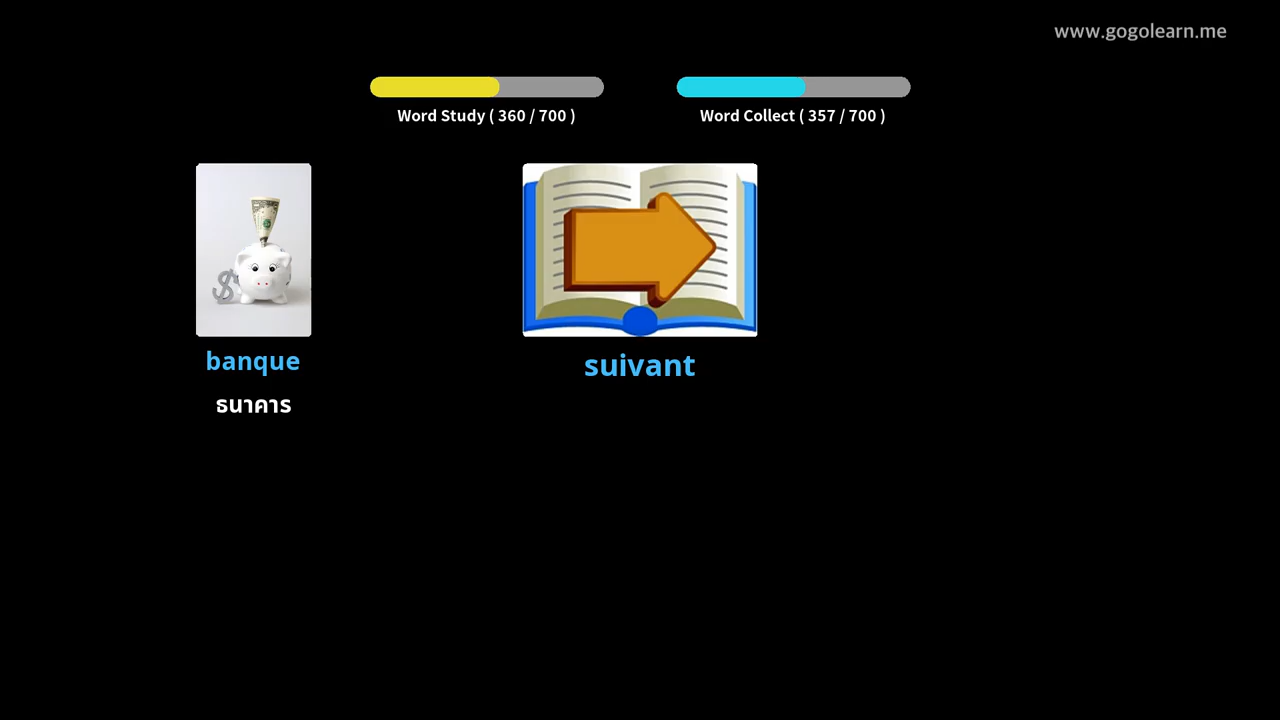 www.gogolearn.me
Word Study ( 360 / 700 )
Word Collect ( 357 / 700 )
banque
ธนาคาร
suivant